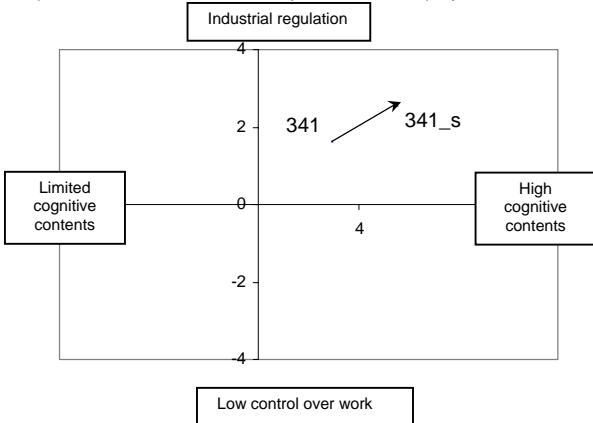 Industrial regulation
4
341
341_s
2
Limited
cognitive
contents
0
High
cognitive
contents
4
-2
-4
Low control over work